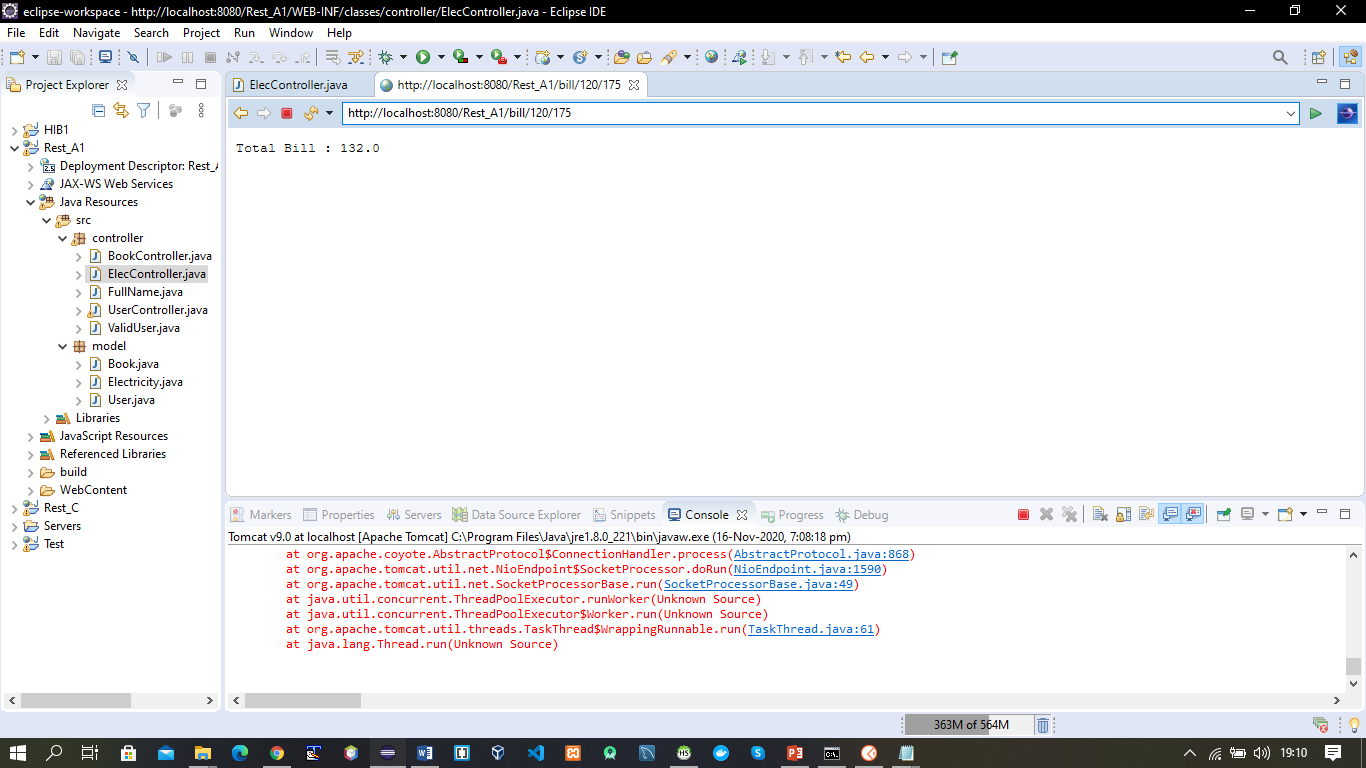 eclipse-workspace - http://localhost:8080/Rest_A1/WEB-INF/classes/controller/ElecController.java - Eclipse IDE
File Edit Navigate Search Project Run Window Help
Project Explorer
HIB1
Rest_A1
Deployment Descriptor: Rest_A
JAX-WS Web Services
Java Resources
src
controller
BookController.java
ElecController.java
FullName.java
UserController.java
ValidUser.java
model
Book.java
Electricity.java
User.java
Libraries
JavaScript Resources
Referenced Libraries
build
WebContent
Rest_C
Servers
Test
ElecController.java http://localhost:8080/Rest_A1/bill/120/175
http://localhost:8080/Rest_A1/bill/120/175
Total Bill : 132.0
Markers Properties Servers Data Source Explorer Snippets Console Progress Debug
Tomcat v9.0 at localhost [Apache Tomcat] C:\Program Files\Java\jre1.8.0_221\bin\javaw.exe (16-Nov-2020, 7:08:18 pm)
at org.apache.coyote.AbstractProtocol$ConnectionHandler.process(AbstractProtocol.java:868)
at org.apache.tomcat.util.net.NioEndpoint$SocketProcessor.doRun(NioEndpoint.java:1590)
at org.apache.tomcat.util.net.SocketProcessorBase.run(SocketProcessorBase.java:49)
at java.util.concurrent.ThreadPoolExecutor.runWorker(Unknown Source)
at java.util.concurrent.ThreadPoolExecutor$Worker.run(Unknown Source)
at org.apache.tomcat.util.threads.TaskThread$WrappingRunnable.run(TaskThread.java:61)
at java.lang.Thread.run(Unknown Source)
363M of 564M
19:10